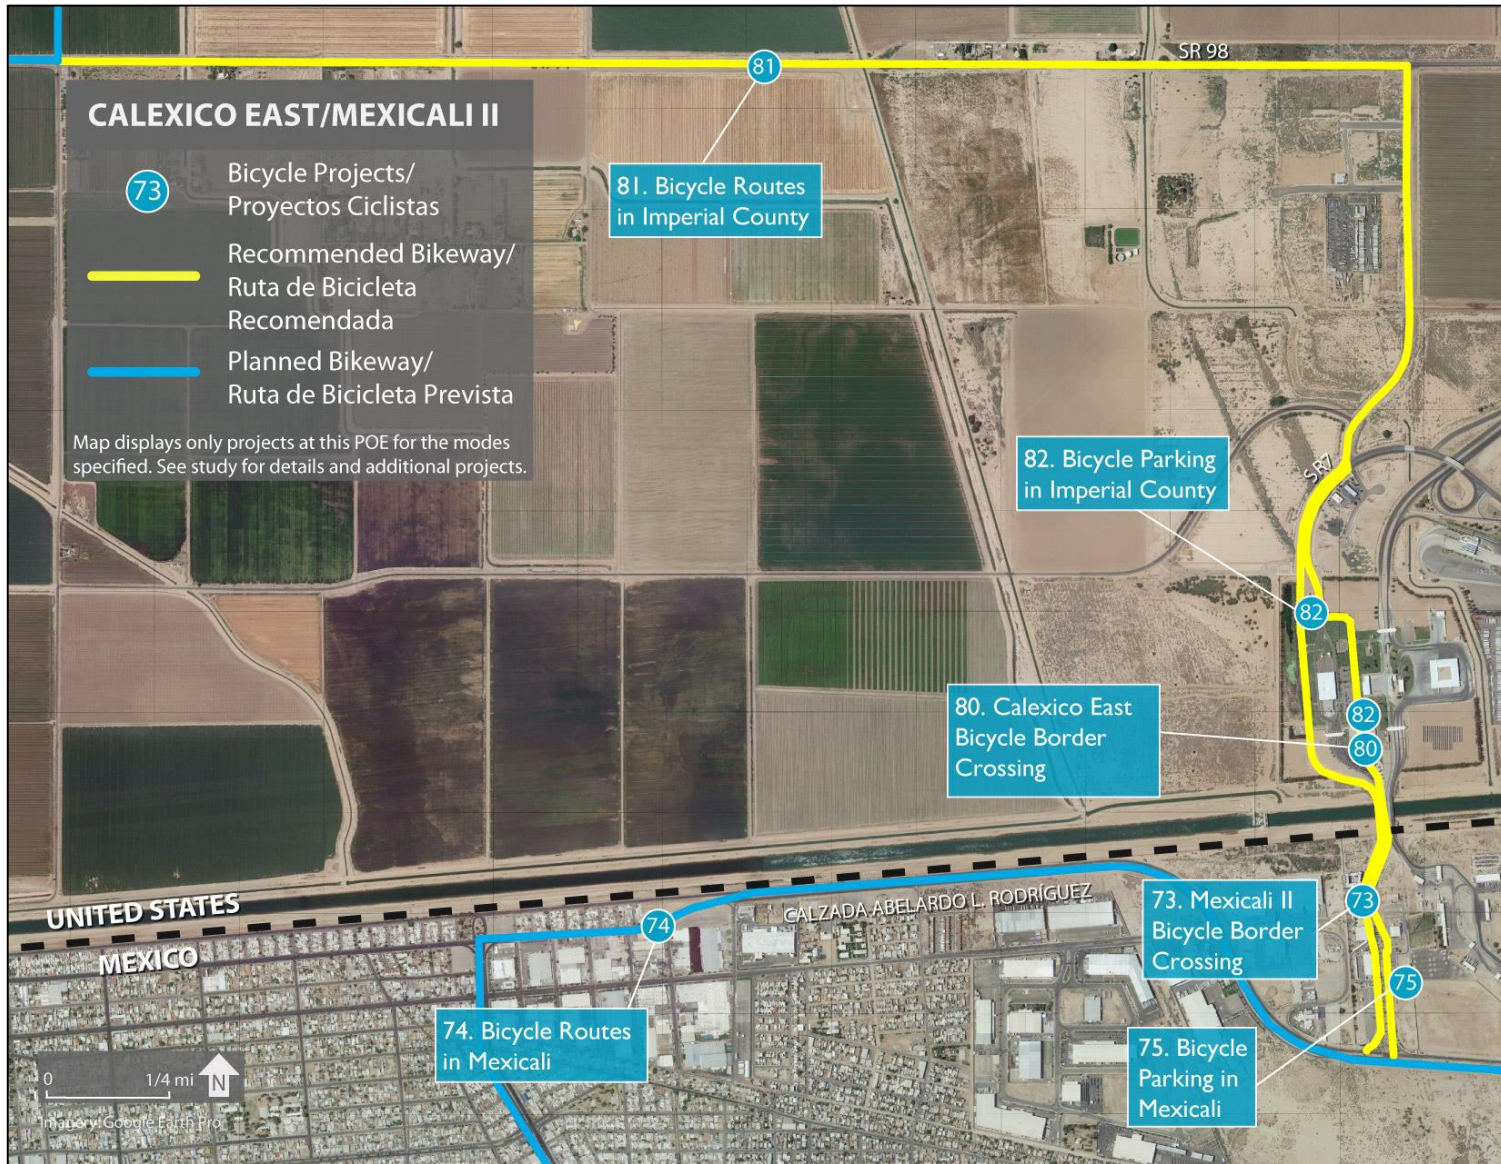 SR 98
81
CALEXICO EAST/MEXICALI II
73
Bicycle Projects/
Proyectos Ciclistas
Recommended Bikeway/
Ruta de Bicicleta
Recomendada
Planned Bikeway/
Ruta de Bicicleta Prevista
Map displays only projects at this POE for the modes
specified. See study for details and additional projects.
81. Bicycle Routes
in Imperial County
82. Bicycle Parking
in Imperial County
SR7
82
80. Calexico East
Bicycle Border
Crossing
82
80
UNITED STATES
MEXICO
74
CALZADA ABELARDO L. RODRÍGUEZ
73. Mexicali II
Bicycle Border
Crossing
73
75
74. Bicycle Routes
in Mexicali
75. Bicycle
Parking in
Mexicali
0 1/4 mi
N
Imagery: Google Earth Pro